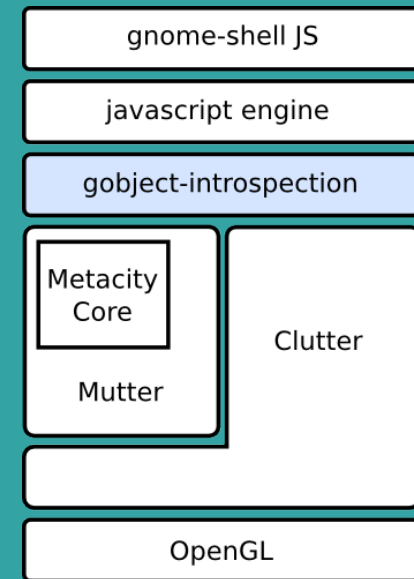 gnome-shell JS
javascript engine
gobject-introspection
Metacity
Core
Mutter
Clutter
OpenGL